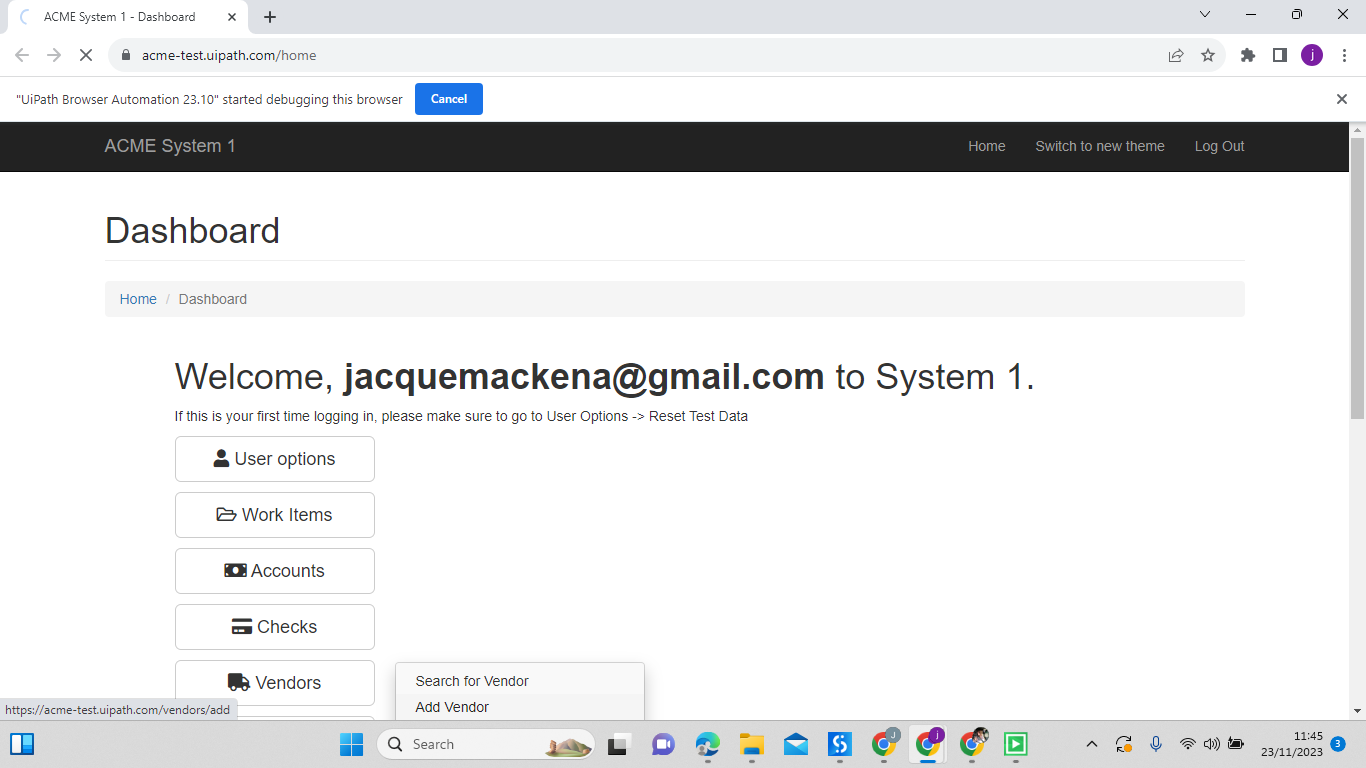 ACME System 1 - Dashboard
acme-test.uipath.com/home
j
"UiPath Browser Automation 23.10" started debugging this browser
Cancel
ACME System 1
Home
Switch to new theme
Log Out
Dashboard
Home / Dashboard
Welcome, jacquemackena@gmail.com to System 1.
If this is your first time logging in, please make sure to go to User Options -> Reset Test Data
User options
Work Items
Accounts
Checks
Vendors
Search for Vendor
Add Vendor
https://acme-test.uipath.com/vendors/add
Search
J
j
11:45
23/11/2023
3